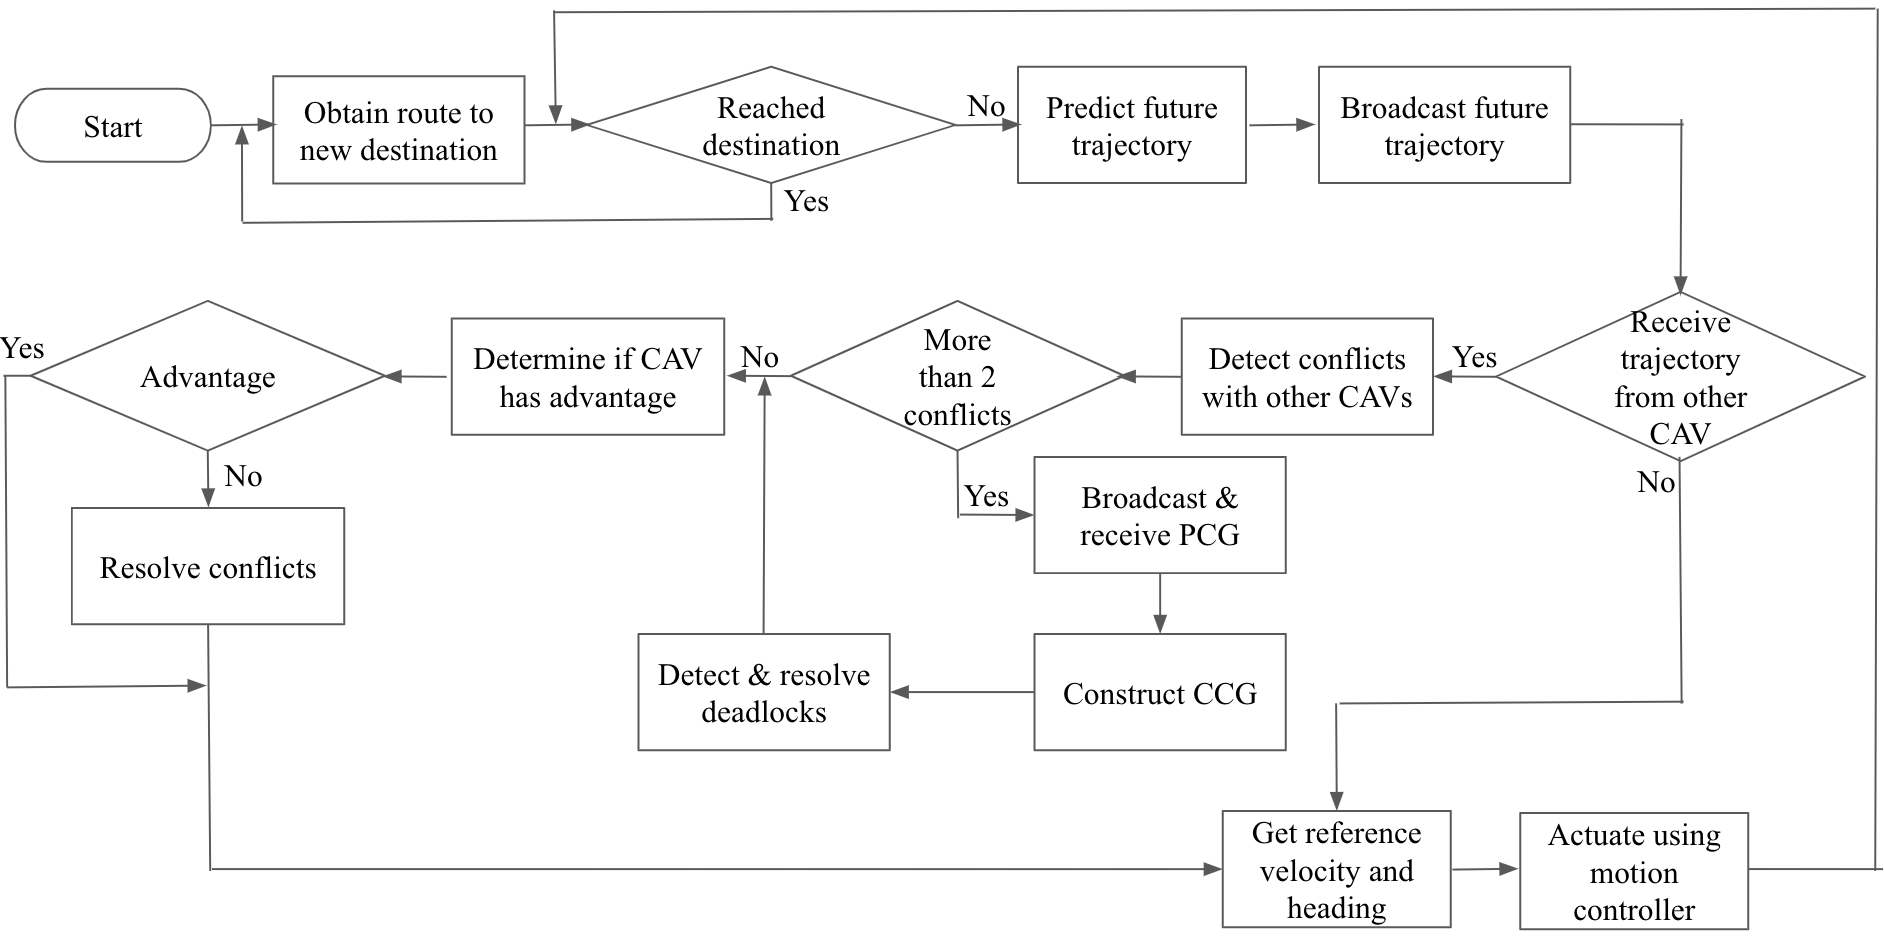 Start
Obtain route to
new destination
Reached
destination
No
Yes
Predict future
trajectory
Broadcast future
trajectory
Receive
trajectory
from other
CAV
Yes
No
Detect conflicts
with other CAVs
More
than 2
conflicts
No
Yes
Determine if CAV
has advantage
Advantage
Yes
No
Resolve conflicts
Broadcast &
receive PCG
Construct CCG
Detect & resolve
deadlocks
Get reference
velocity and
heading
Actuate using
motion
controller